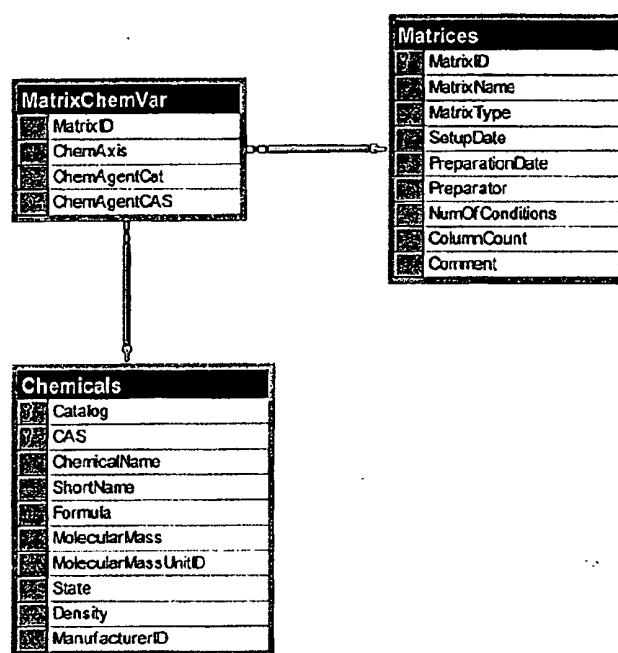 Matrices
MatrixID
MatrixName
MatrixType
SetupDate
PreparationDate
Preparator
NumOfConditions
ColumnCount
Comment
MatrixChemVar
MatrixID
ChemAxis
ChemAgentCat
ChemAgentCAS
Chemicals
Catalog
CAS
ChemicalName
ShortName
Formula
MolecularMass
MolecularMassUnitID
State
Density
ManufacturerID